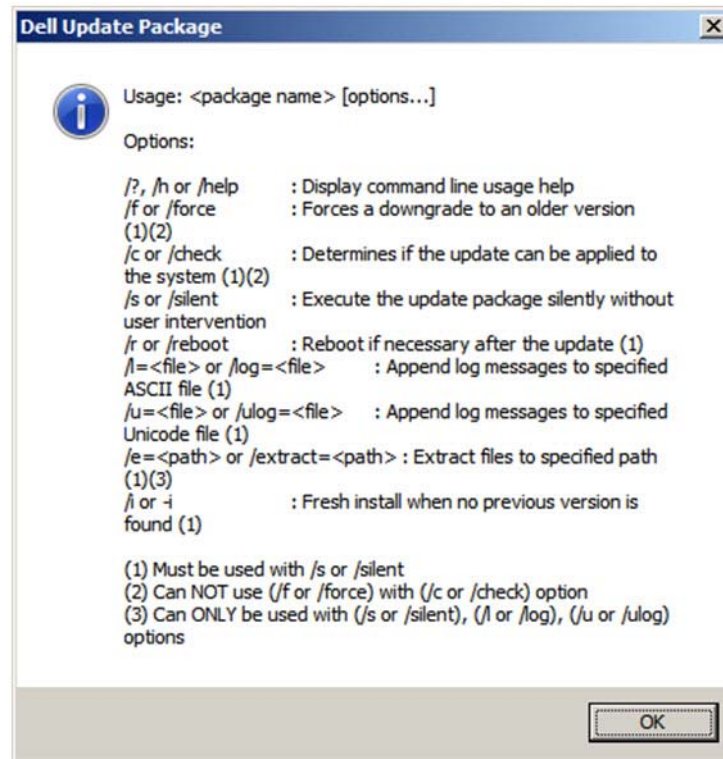 Dell Update Package
Usage: <package name> [options...]
Options:
/?, /h or /help : Display command line usage help
/f or /force : Forces a downgrade to an older version
(1)(2)
/c or /check : Determines if the update can be applied to
the system (1)(2)
/s or /silent : Execute the update package silently without
user intervention
/r or /reboot : Reboot if necessary after the update (1)
/l=<file> or /log=<file> : Append log messages to specified
ASCII file (1)
/u=<file> or /ulog=<file> : Append log messages to specified
Unicode file (1)
/e=<path> or /extract=<path> : Extract files to specified path
(1)(3)
/i or -i : Fresh install when no previous version is
found (1)
(1) Must be used with /s or /silent
(2) Can NOT use (/f or /force) with (/c or /check) option
(3) Can ONLY be used with (/s or /silent), (/l or /log), (/u or /ulog)
options
OK